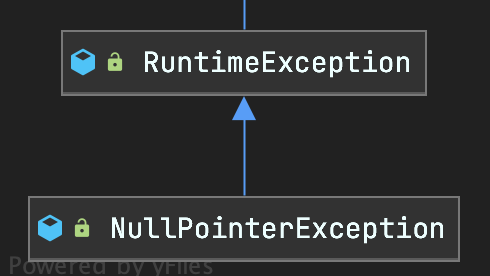 RuntimeException
NullPointerException
Powered by yFiles